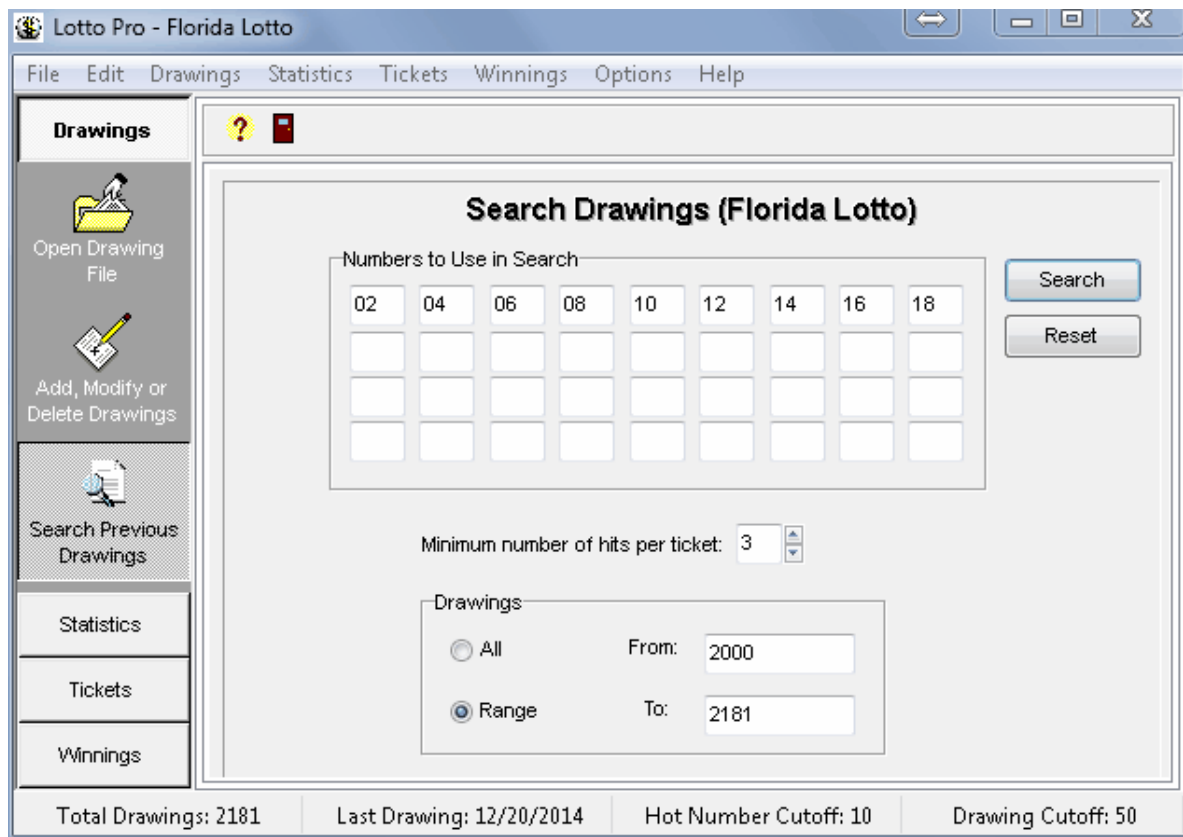 Lotto Pro - Florida Lotto
File Edit Drawings Statistics Tickets Winnings Options Help
Drawings
Open Drawing
File
Add, Modify or
Delete Drawings
Search Previous
Drawings
Statistics
Tickets
Winnings
Search Drawings (Florida Lotto)
Numbers to Use in Search
02 04 06 08 10 12 14 16 18
Search
Reset
Minimum number of hits per ticket: 3
Drawings
All From: 2000
Range To: 2181
Total Drawings: 2181 Last Drawing: 12/20/2014 Hot Number Cutoff: 10 Drawing Cutoff: 50